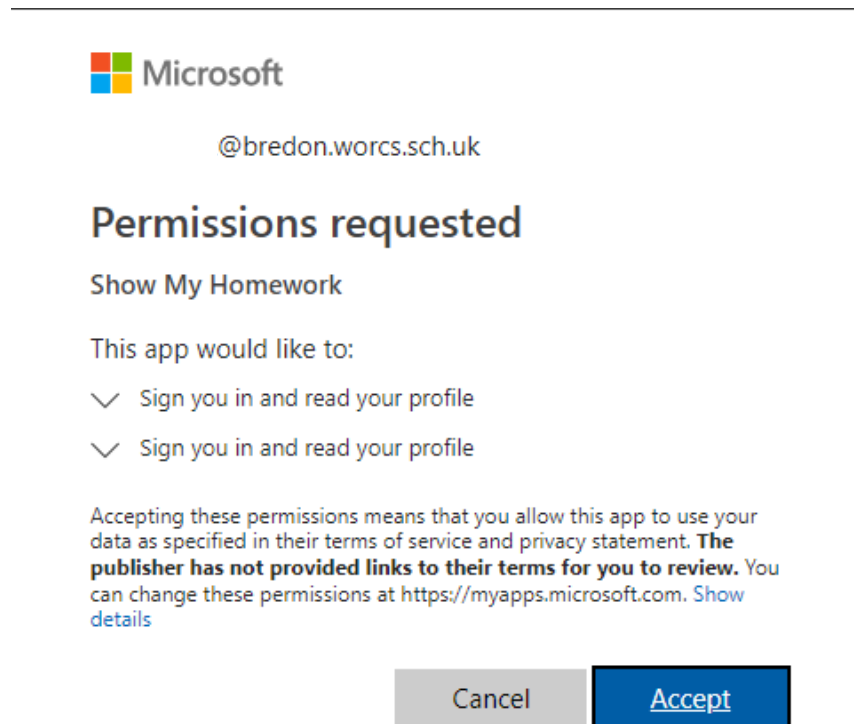 Microsoft
@bredon.worcs.sch.uk
Permissions requested
Show My Homework
This app would like to:
Sign you in and read your profile
Sign you in and read your profile
Accepting these permissions means that you allow this app to use your
data as specified in their terms of service and privacy statement. The
publisher has not provided links to their terms for you to review. You
can change these permissions at https://myapps.microsoft.com. Show
details
Cancel Accept